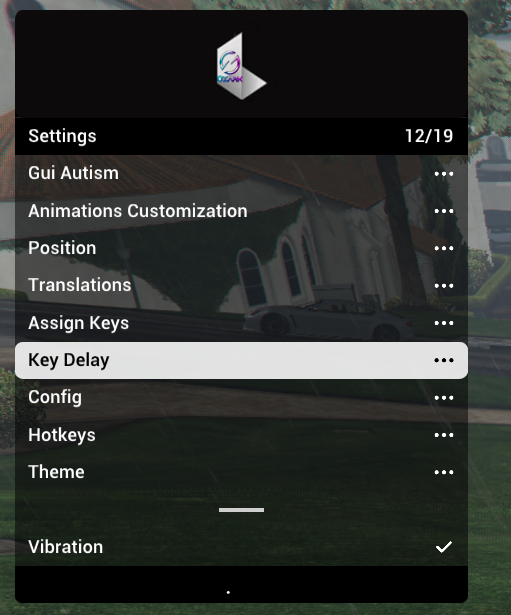 Settings 12/19
Gui Autism
Animations Customization
Position
Translations
Assign Keys
Key Delay
Config
Hotkeys
Theme
Vibration